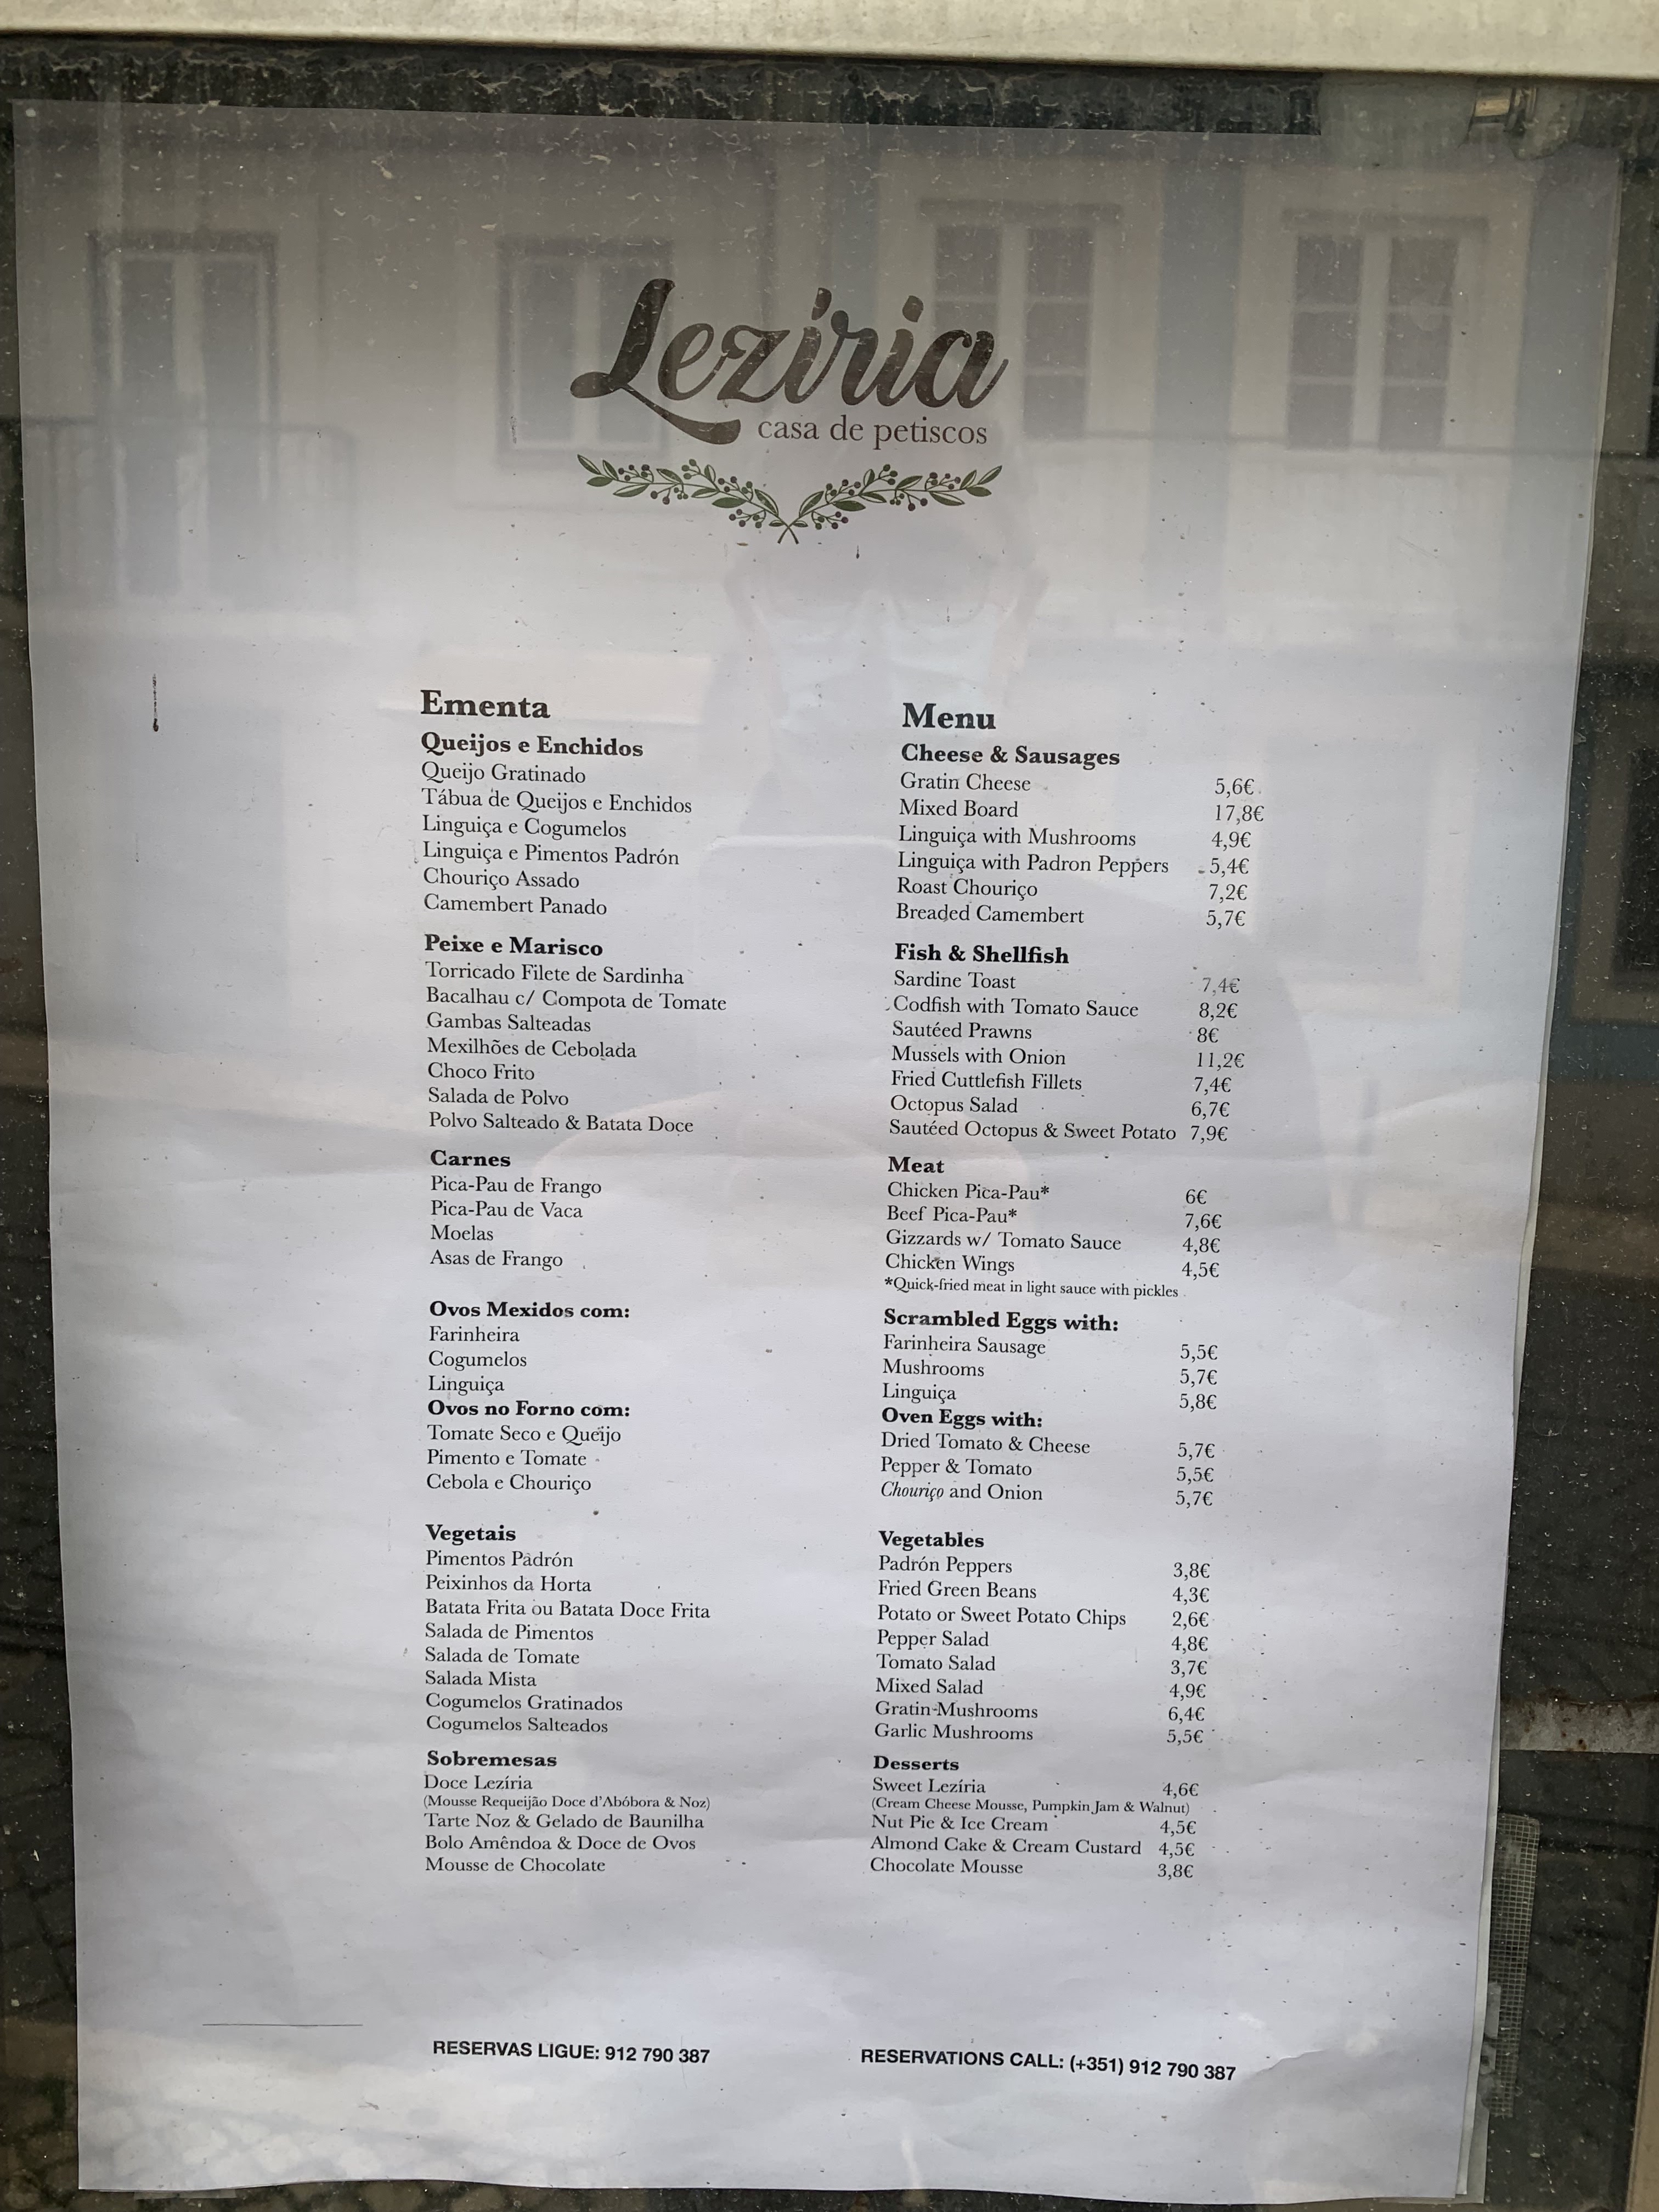 Lezíria
casa de petiscos
Ementa
Queijos e Enchidos
Queijo Gratinado
Tábua de Queijos e Enchidos
Linguiça e Cogumelos
Linguiça e Pimentos Padrón
Chouriço Assado
Camembert Panado
Peixe e Marisco
Torricado Filete de Sardinha
Bacalhau c/ Compota de Tomate
Gambas Salteadas
Mexilhões de Cebolada
Choco Frito
Salada de Polvo
Polvo Salteado & Batata Doce
Carnes
Pica-Pau de Frango
Pica-Pau de Vaca
Moelas
Asas de Frango
Ovos Mexidos com:
Farinheira
Cogumelos
Linguiça
Ovos no Forno com:
Tomate Seco e Queijo
Pimento e Tomate
Cebola e Chouriço
Vegetais
Pimentos Padrón
Peixinhos da Horta
Batata Frita ou Batata Doce Frita
Salada de Pimentos
Salada de Tomate
Salada Mista
Cogumelos Gratinados
Cogumelos Salteados
Sobremesas
Doce Lezíria
(Mousse Requeijão Doce d'Abóbora & Noz)
Tarte Noz & Gelado de Baunilha
Bolo Amêndoa & Doce de Ovos
Mousse de Chocolate
RESERVAS LIGUE: 912 790 387
Menu
Cheese & Sausages
Gratin Cheese 5,6€
Mixed Board 17,8€
Linguiça with Mushrooms 4,9€
Linguiça with Padron Peppers 5,4€
Roast Chouriço 7,2€
Breaded Camembert 5,7€
Fish & Shellfish
Sardine Toast 7,4€
Codfish with Tomato Sauce 8,2€
Sautéed Prawns 8€
Mussels with Onion 11,2€
Fried Cuttlefish Fillets 7,4€
Octopus Salad 6,7€
Sautéed Octopus & Sweet Potato 7,9€
Meat
Chicken Pica-Pau* 6€
Beef Pica-Pau* 7,6€
Gizzards w/ Tomato Sauce 4,8€
Chicken Wings 4,5€
*Quick-fried meat in light sauce with pickles
Scrambled Eggs with:
Farinheira Sausage 5,5€
Mushrooms 5,7€
Linguiça 5,8€
Oven Eggs with:
Dried Tomato & Cheese 5,7€
Pepper & Tomato 5,5€
Chouriço and Onion 5,7€
Vegetables
Padrón Peppers 3,8€
Fried Green Beans 4,3€
Potato or Sweet Potato Chips 2,6€
Pepper Salad 4,8€
Tomato Salad 3,7€
Mixed Salad 4,9€
Gratin-Mushrooms 6,4€
Garlic Mushrooms 5,5€
Desserts
Sweet Lezíria 4,6€
(Cream Cheese Mousse, Pumpkin Jam & Walnut)
Nut Pie & Ice Cream 4,5€
Almond Cake & Cream Custard 4,5€
Chocolate Mousse 3,8€
RESERVATIONS CALL: (+351) 912 790 387